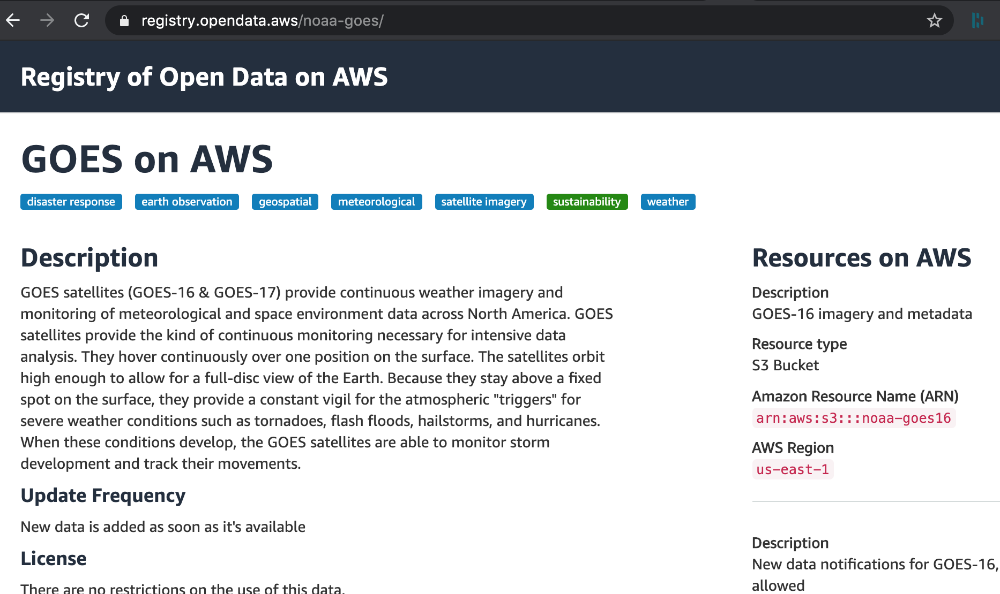 registry.opendata.aws/noaa-goes/
Registry of Open Data on AWS
GOES on AWS
disaster response earth observation geospatial meteorological satellite imagery sustainability weather
Description
GOES satellites (GOES-16 & GOES-17) provide continuous weather imagery and
monitoring of meteorological and space environment data across North America. GOES
satellites provide the kind of continuous monitoring necessary for intensive data
analysis. They hover continuously over one position on the surface. The satellites orbit
high enough to allow for a full-disc view of the Earth. Because they stay above a fixed
spot on the surface, they provide a constant vigil for the atmospheric "triggers" for
severe weather conditions such as tornadoes, flash floods, hailstorms, and hurricanes.
When these conditions develop, the GOES satellites are able to monitor storm
development and track their movements.
Update Frequency
New data is added as soon as it's available
License
There are no restrictions on the use of this data.
Resources on AWS
Description
GOES-16 imagery and metadata
Resource type
S3 Bucket
Amazon Resource Name (ARN)
arn:aws:s3:::noaa-goes16
AWS Region
us-east-1
Description
New data notifications for GOES-16,
allowed